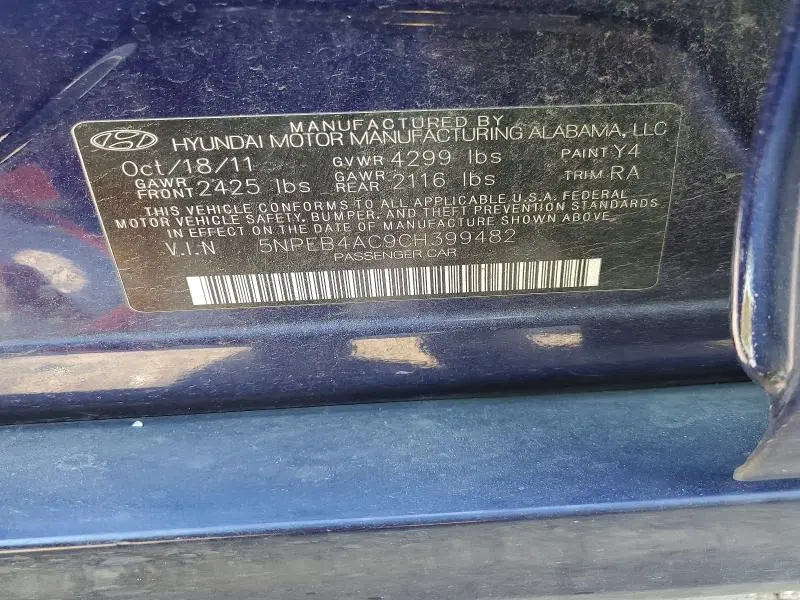 MANUFACTURED BY
HYUNDAI MOTOR MANUFACTURING ALABAMA, LLC
Oct/18/11 GVWR 4299 lbs PAINT Y4
GAWR FRONT 2425 lbs GAWR REAR 2116 lbs TRIM RA
THIS VEHICLE CONFORMS TO ALL APPLICABLE U.S.A. FEDERAL
MOTOR VEHICLE SAFETY, BUMPER, AND THEFT PREVENTION STANDARDS
IN EFFECT ON THE DATE OF MANUFACTURE SHOWN ABOVE
V.I.N 5NPEB4AC9CH399482
PASSENGER CAR